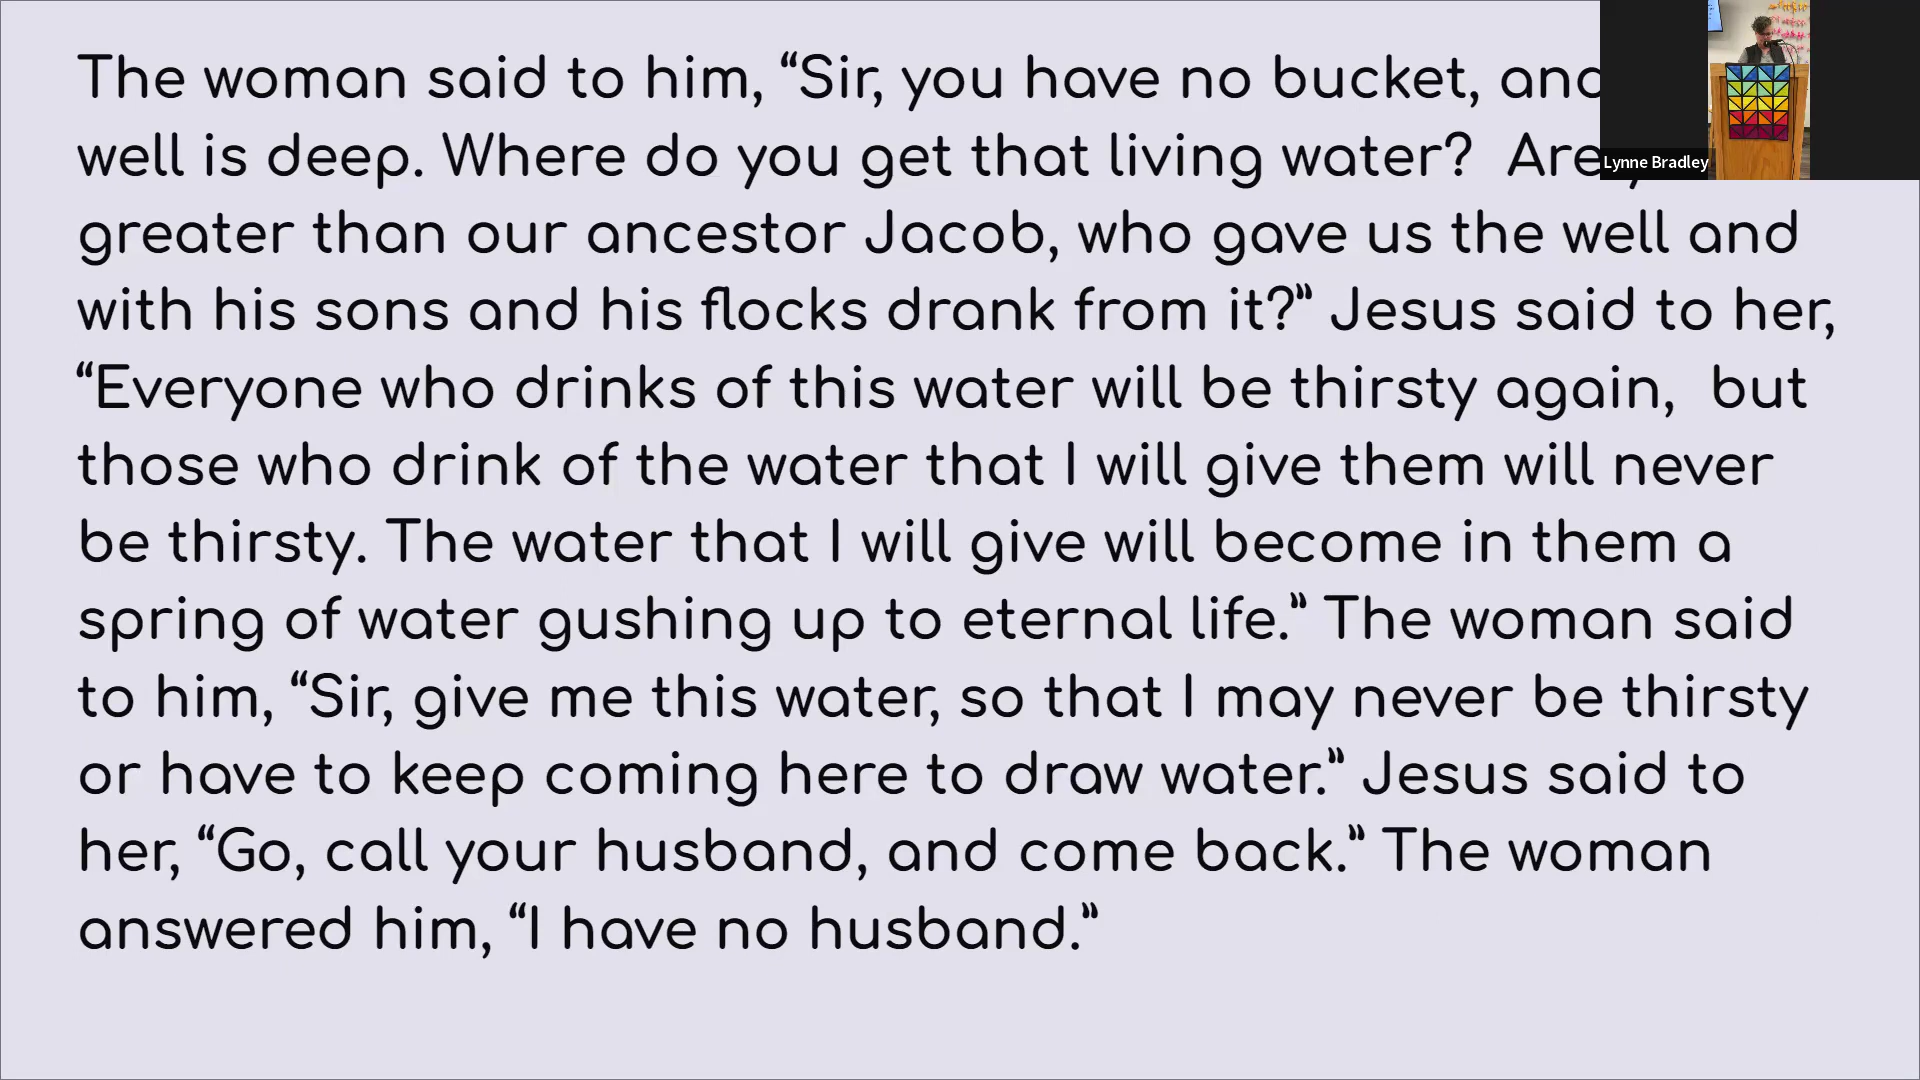 The woman said to him, “Sir, you have no bucket, and
well is deep. Where do you get that living water?  Are
greater than our ancestor Jacob, who gave us the well and
with his sons and his flocks drank from it?” Jesus said to her,
“Everyone who drinks of this water will be thirsty again,  but
those who drink of the water that I will give them will never
be thirsty. The water that I will give will become in them a
spring of water gushing up to eternal life.” The woman said
to him, “Sir, give me this water, so that I may never be thirsty
or have to keep coming here to draw water.” Jesus said to
her, “Go, call your husband, and come back.” The woman
answered him, “I have no husband.”
Lynne Bradley